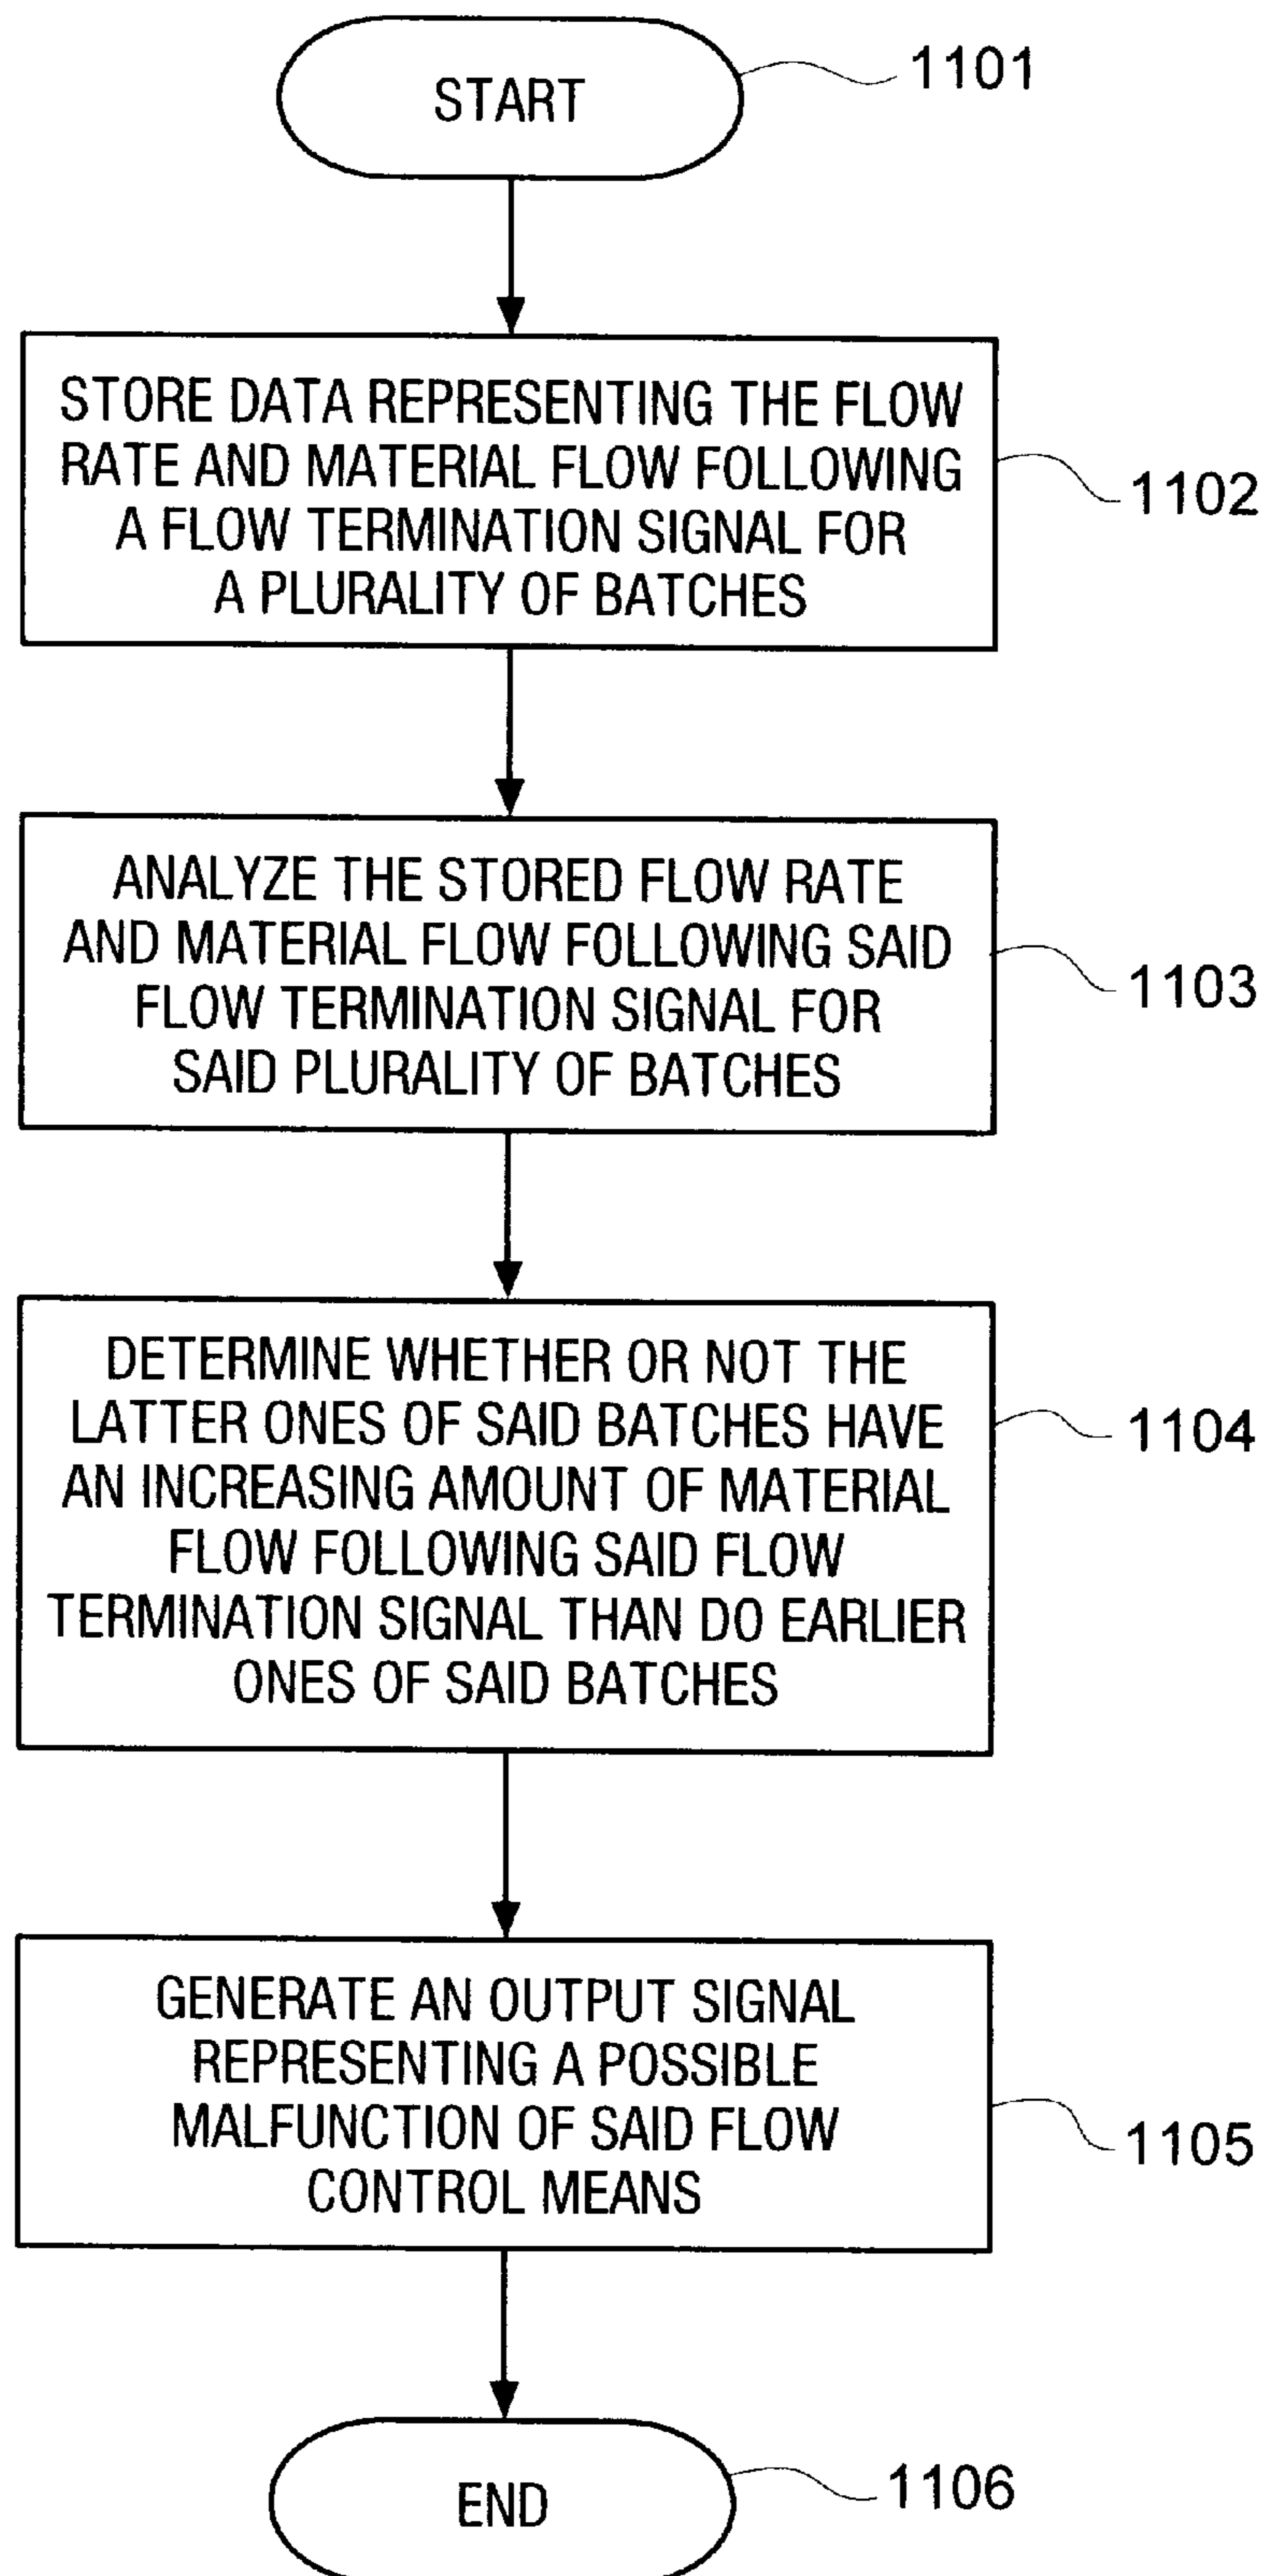 START
1101
STORE DATA REPRESENTING THE FLOW
RATE AND MATERIAL FLOW FOLLOWING
A FLOW TERMINATION SIGNAL FOR
A PLURALITY OF BATCHES
1102
ANALYZE THE STORED FLOW RATE
AND MATERIAL FLOW FOLLOWING SAID
FLOW TERMINATION SIGNAL FOR
SAID PLURALITY OF BATCHES
1103
DETERMINE WHETHER OR NOT THE
LATTER ONES OF SAID BATCHES HAVE
AN INCREASING AMOUNT OF MATERIAL
FLOW FOLLOWING SAID FLOW
TERMINATION SIGNAL THAN DO EARLIER
ONES OF SAID BATCHES
1104
GENERATE AN OUTPUT SIGNAL
REPRESENTING A POSSIBLE
MALFUNCTION OF SAID FLOW
CONTROL MEANS
1105
END
1106